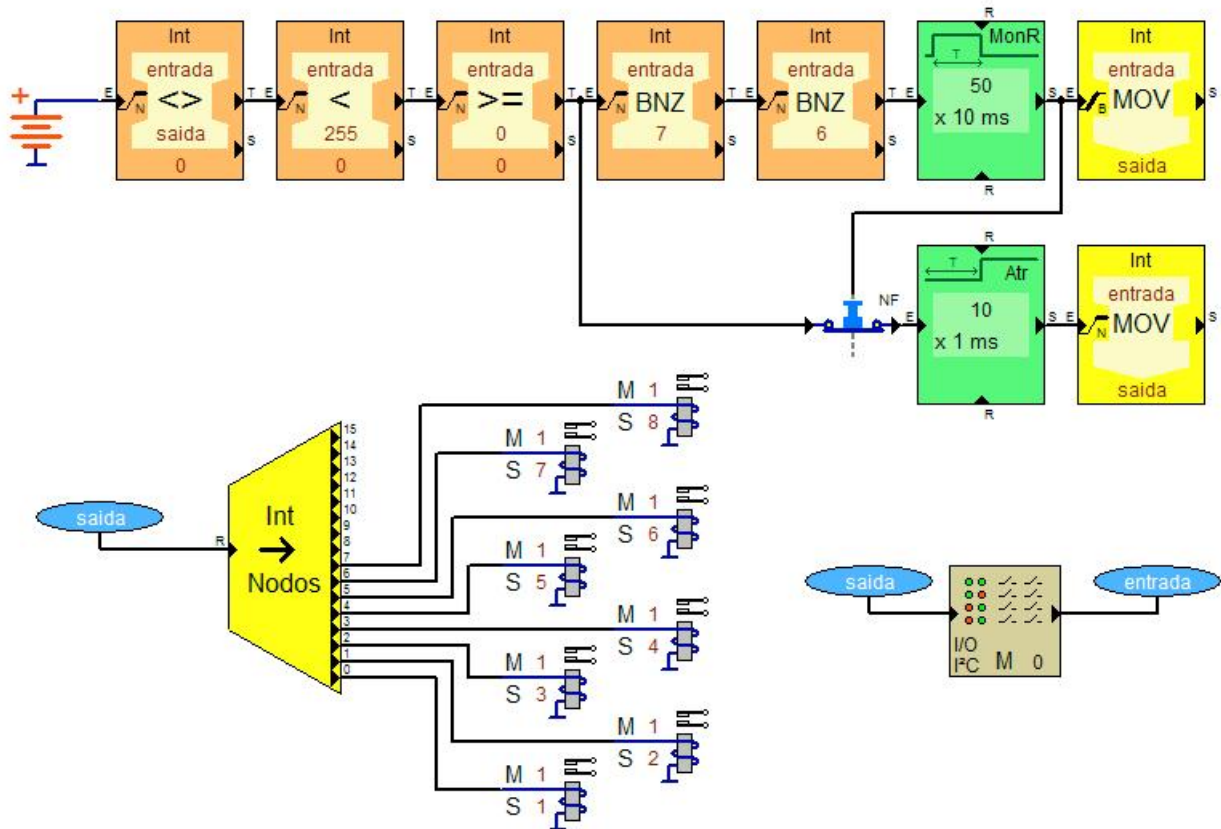 +
Int
entrada
<>
saida
0
E
N
T
S
Int
entrada
<
255
0
E
N
T
S
Int
entrada
>=
0
0
E
N
T
S
Int
entrada
BNZ
7
E
N
T
S
Int
entrada
BNZ
6
E
N
T
S
R
MonR
T
50
x 10 ms
E
S
R
Int
entrada
MOV
saida
E
B
S
NF
R
T
Atr
10
x 1 ms
E
S
R
Int
entrada
MOV
saida
E
N
S
saida
R
Int
Nodos
15
14
13
12
11
10
9
8
7
6
5
4
3
2
1
0
M 1
S 8
M 1
S 7
M 1
S 6
M 1
S 5
M 1
S 4
M 1
S 3
M 1
S 2
M 1
S 1
saida
I/O
I²C M 0
entrada